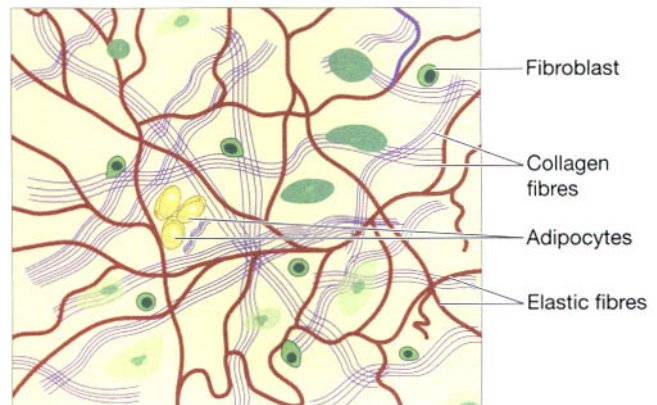 Fibroblast
Collagen
fibres
Adipocytes
Elastic fibres